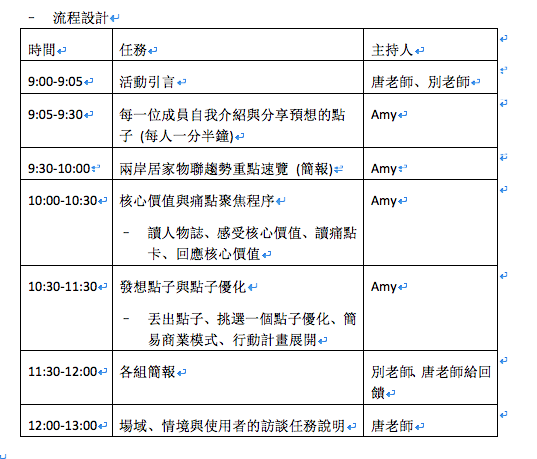 - 流程設計
時間 任務 主持人
9:00-9:05 活動引言 唐老師、別老師
9:05-9:30 每一位成員自我介紹與分享預想的點 Amy
子 (每人一分半鐘)
9:30-10:00 兩岸居家物聯趨勢重點速覽 (簡報) Amy
10:00-10:30 核心價值與痛點聚焦程序 Amy
- 讀人物誌、感受核心價值、讀痛點
卡、回應核心價值
10:30-11:30 發想點子與點子優化 Amy
- 丟出點子、挑選一個點子優化、簡
易商業模式、行動計畫展開
11:30-12:00 各組簡報 別老師、唐老師給回
饋
12:00-13:00 場域、情境與使用者的訪談任務說明 唐老師